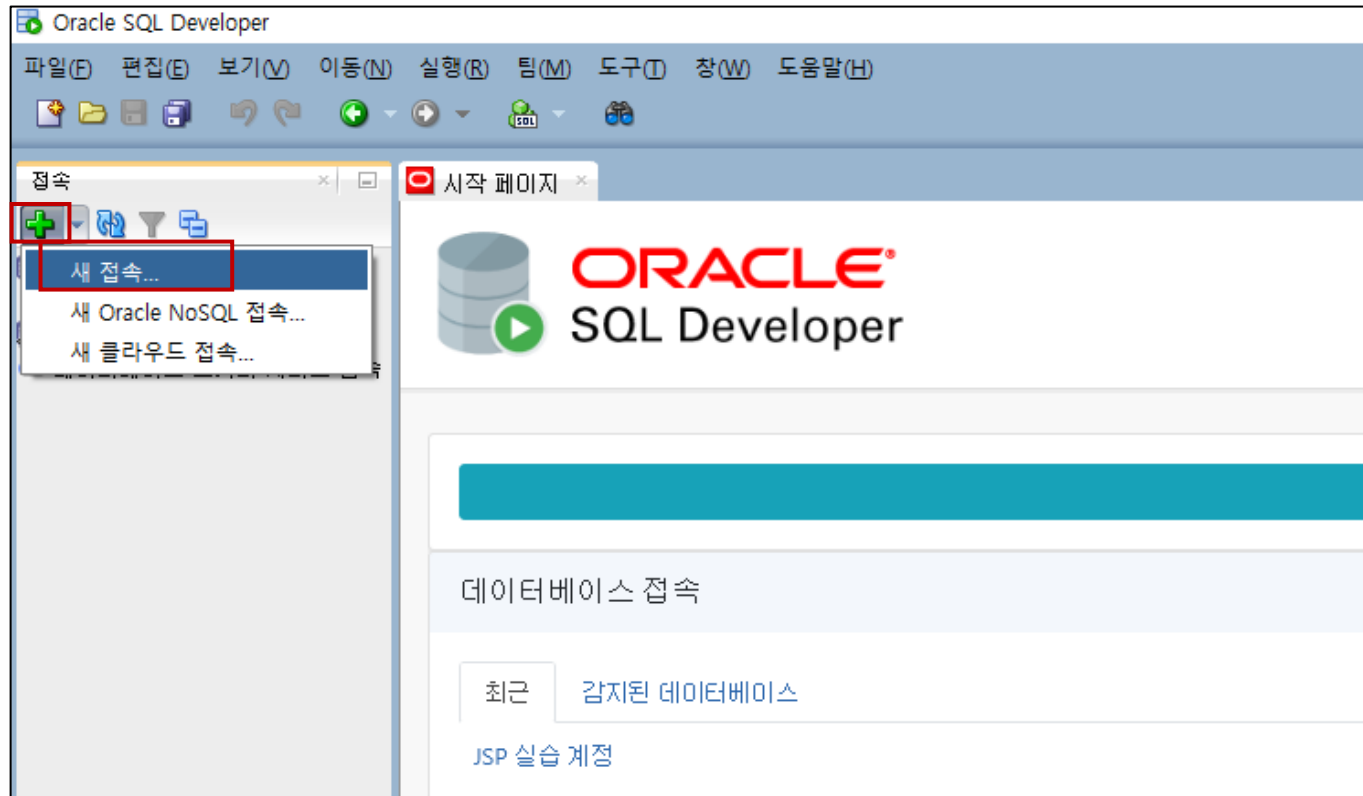 Oracle SQL Developer
파일(F) 편집(E) 보기(V) 이동(N) 실행(R) 팀(M) 도구(T) 창(W) 도움말(H)
SQL
접속
시작 페이지
새 접속...
새 Oracle NoSQL 접속...
새 클라우드 접속...
ORACLE
SQL Developer
데이터베이스 접속
최근 감지된 데이터베이스
JSP 실습 계정